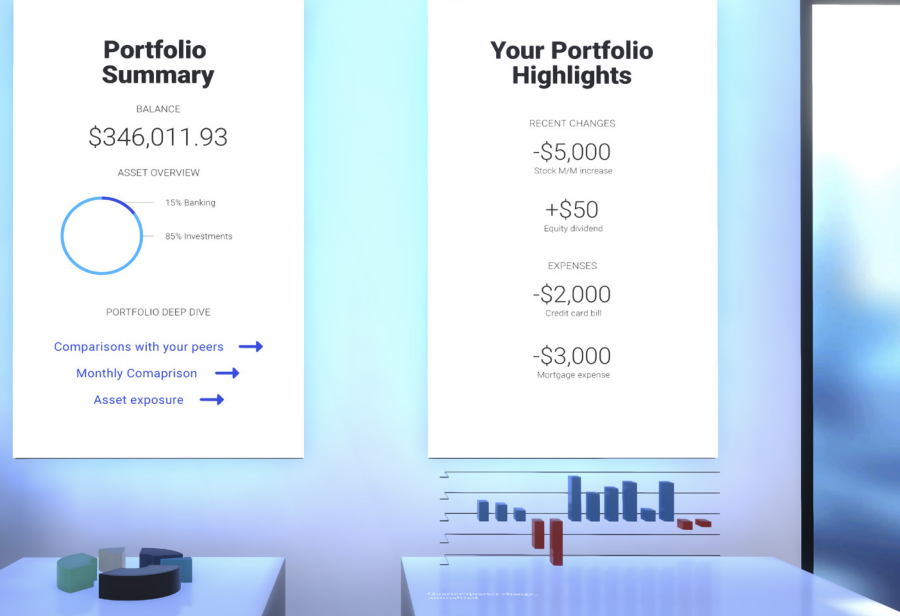 Portfolio
Summary
BALANCE
$346,011.93
ASSET OVERVIEW
15% Banking
85% Investments
PORTFOLIO DEEP DIVE
Comparisons with your peers
Monthly Comaprison
Asset exposure
Your Portfolio
Highlights
RECENT CHANGES
-$5,000
Stock M/M increase
+$50
Equity dividend
EXPENSES
-$2,000
Credit card bill
-$3,000
Mortgage expense